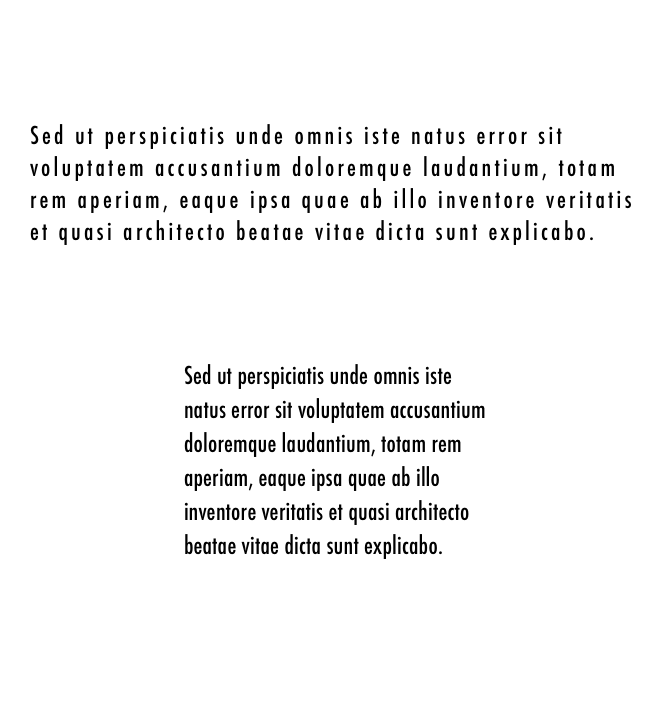 Sed ut perspiciatis unde omnis iste natus error sit
voluptatem accusantium doloremque laudantium, totam
rem aperiam, eaque ipsa quae ab illo inventore veritatis
et quasi architecto beatae vitae dicta sunt explicabo.
Sed ut perspiciatis unde omnis iste
natus error sit voluptatem accusantium
doloremque laudantium, totam rem
aperiam, eaque ipsa quae ab illo
inventore veritatis et quasi architecto
beatae vitae dicta sunt explicabo.